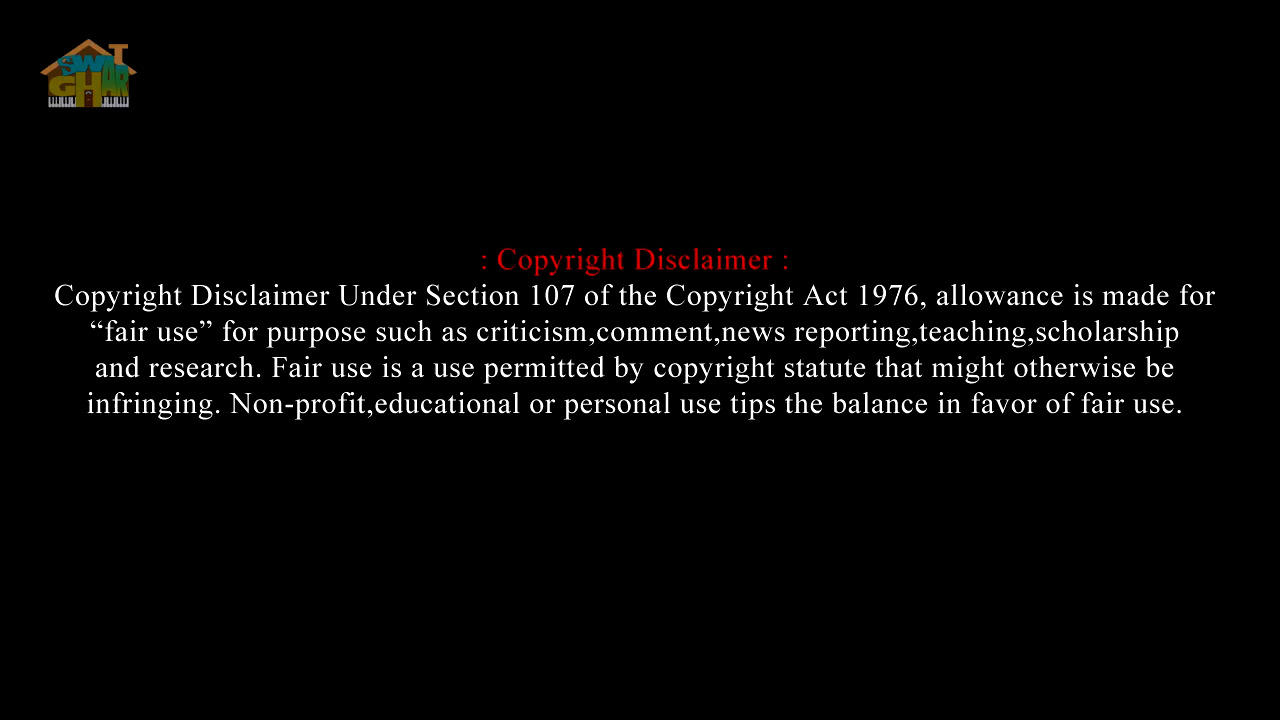 SWIT
GHAR
: Copyright Disclaimer :
Copyright Disclaimer Under Section 107 of the Copyright Act 1976, allowance is made for
“fair use” for purpose such as criticism,comment,news reporting,teaching,scholarship
and research. Fair use is a use permitted by copyright statute that might otherwise be
infringing. Non-profit,educational or personal use tips the balance in favor of fair use.